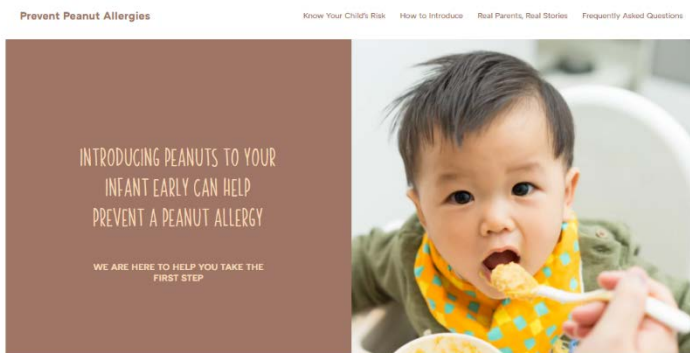 Prevent Peanut Allergies
Know Your Child's Risk How to Introduce Real Parents, Real Stories Frequently Asked Questions
INTRODUCING PEANUTS TO YOUR
INFANT EARLY CAN HELP
PREVENT A PEANUT ALLERGY
WE ARE HERE TO HELP YOU TAKE THE
FIRST STEP